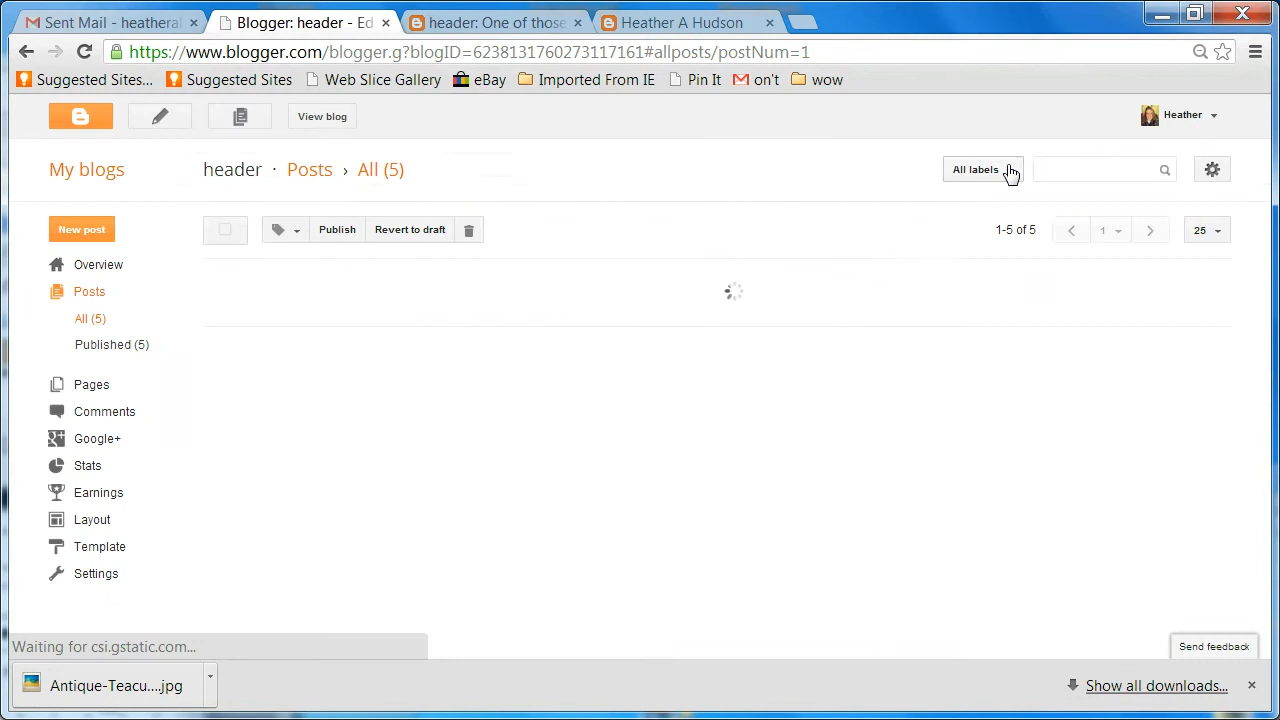 Sent Mail - heatheral
Blogger: header - Ed
header: One of those
Heather A Hudson
https://www.blogger.com/blogger.g?blogID=6238131760273117161#allposts/postNum=1
Suggested Sites...
Suggested Sites
Web Slice Gallery
eBay
Imported From IE
Pin It
on't
wow
View blog
Heather
My blogs
header · Posts › All (5)
All labels
New post
Publish
Revert to draft
1-5 of 5
1
25
Overview
Posts
All (5)
Published (5)
Pages
Comments
Google+
Stats
Earnings
Layout
Template
Settings
Waiting for csi.gstatic.com...
Send feedback
Antique-Teacu....jpg
Show all downloads...